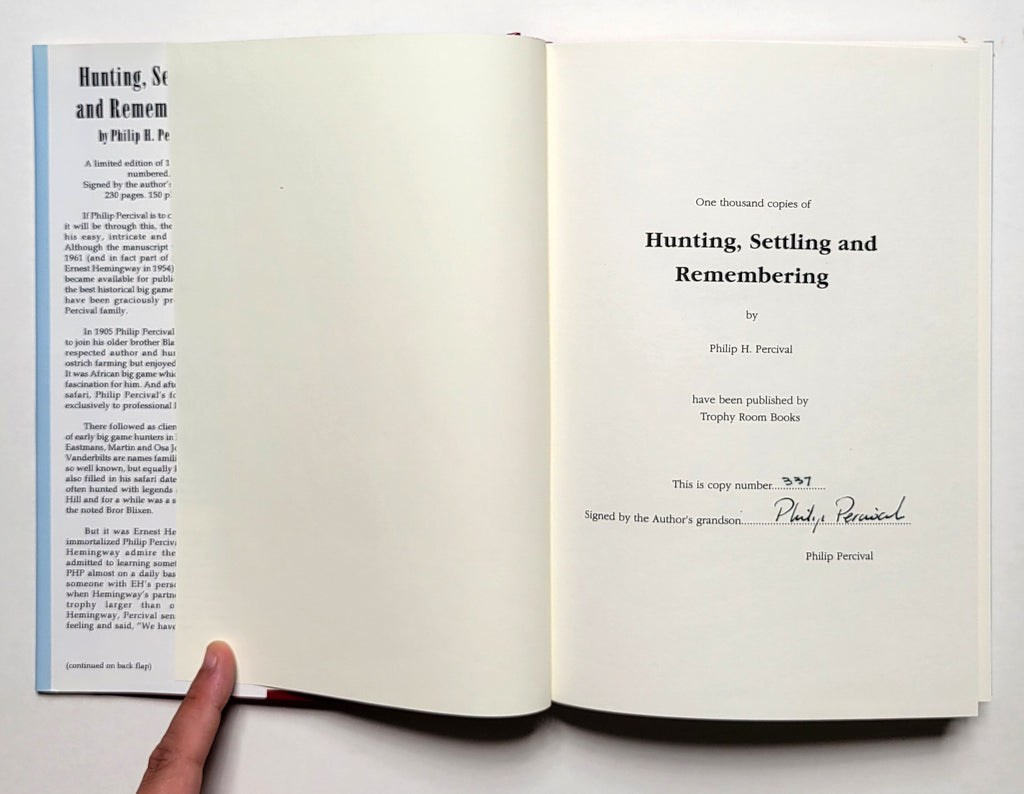 Hunting, Se
and Remem
by Philip H. Pe
A limited edition of 1
numbered.
Signed by the author's
230 pages. 150 p
If Philip Percival is to c
it will be through this, the
his easy, intricate and
Although the manuscript
1961 (and in fact part of
Ernest Hemingway in 1954)
became available for publi
the best historical big game
have been graciously pr
Percival family.
In 1905 Philip Percival
to join his older brother Bla
respected author and hun
ostrich farming but enjoyed
It was African big game whic
fascination for him. And afte
safari, Philip Percival's fo
exclusively to professional
There followed as clien
of early big game hunters in
Eastmans, Martin and Osa Jo
Vanderbilts are names famili
so well known, but equally
also filled in his safari date
often hunted with legends
Hill and for a while was a s
the noted Bror Blixen.
But it was Ernest He
immortalized Philip Perciva
Hemingway admire the
admitted to learning somet
PHP almost on a daily bas
someone with EH's perso
when Hemingway's partne
trophy larger than o
Hemingway, Percival sen
feeling and said, "We have
(continued on back flap)
One thousand copies of
Hunting, Settling and
Remembering
by
Philip H. Percival
have been published by
Trophy Room Books
This is copy number....337......
Signed by the Author's grandson....Philip Percival....
Philip Percival